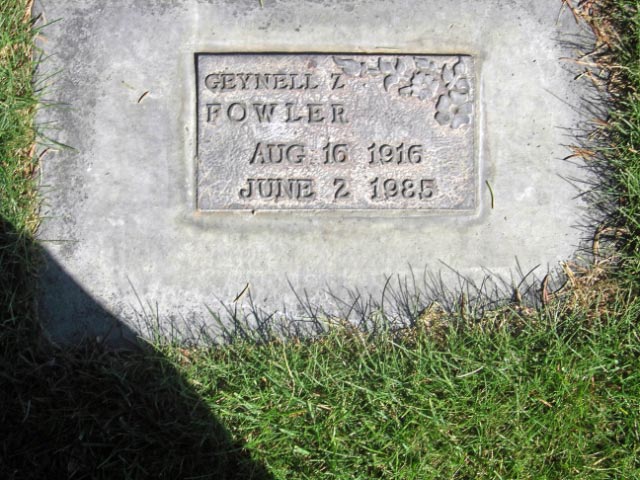 GEYNELL Z
FOWLER
AUG 16 1916
JUNE 2 1985